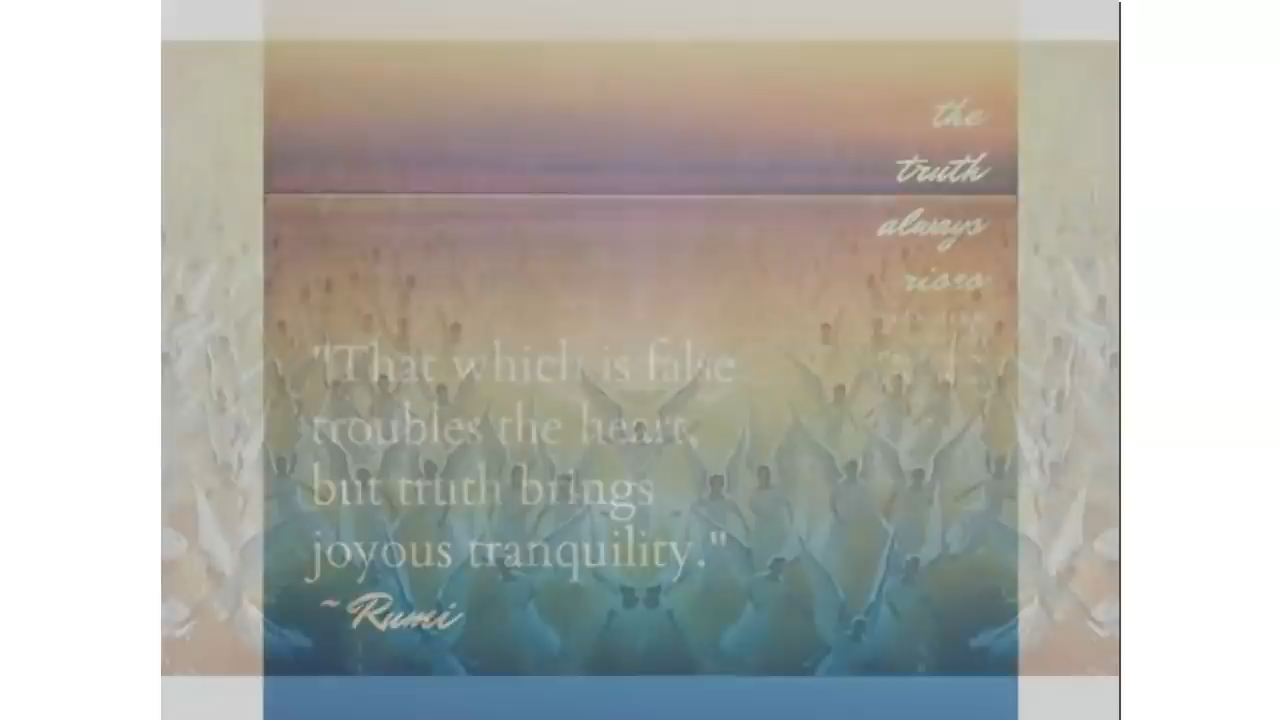 the
truth
always
rises
"That which is false
troubles the heart,
but truth brings
joyous tranquility."
~ Rumi